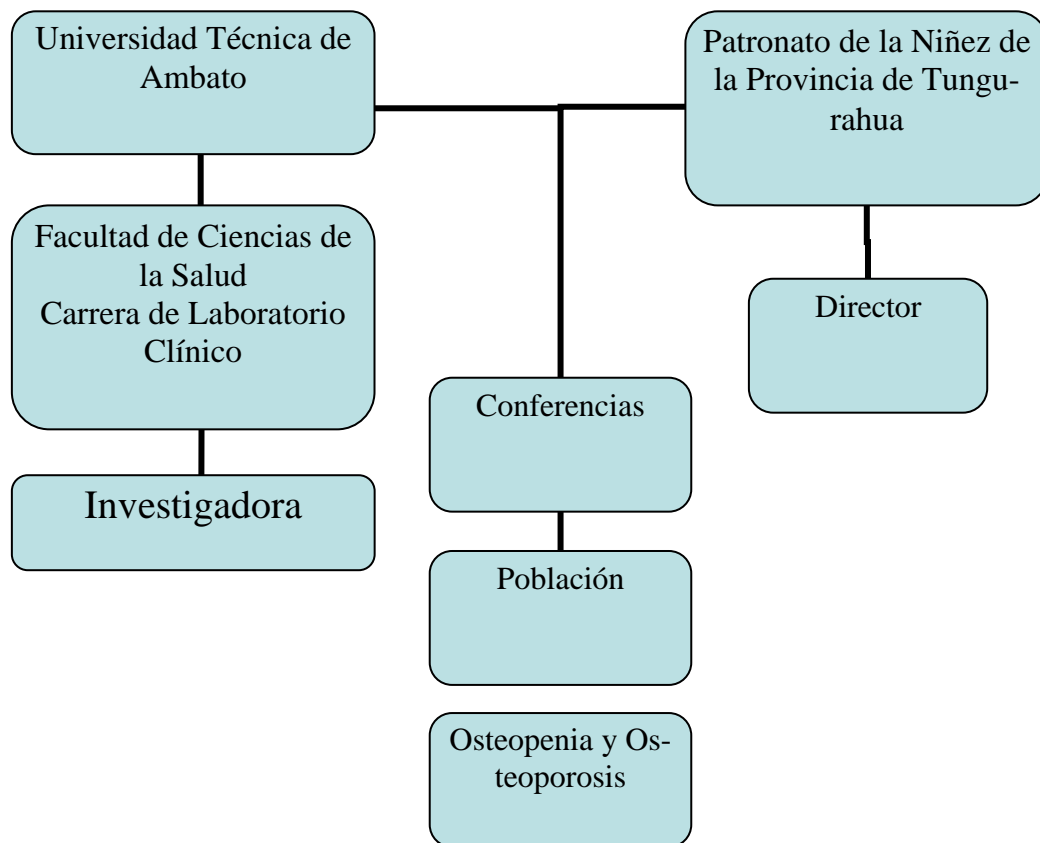 Universidad Técnica de
Ambato
Patronato de la Niñez de
la Provincia de Tungu-
rahua
Facultad de Ciencias de
la Salud
Carrera de Laboratorio
Clínico
Director
Conferencias
Investigadora
Población
Osteopenia y Os-
teoporosis